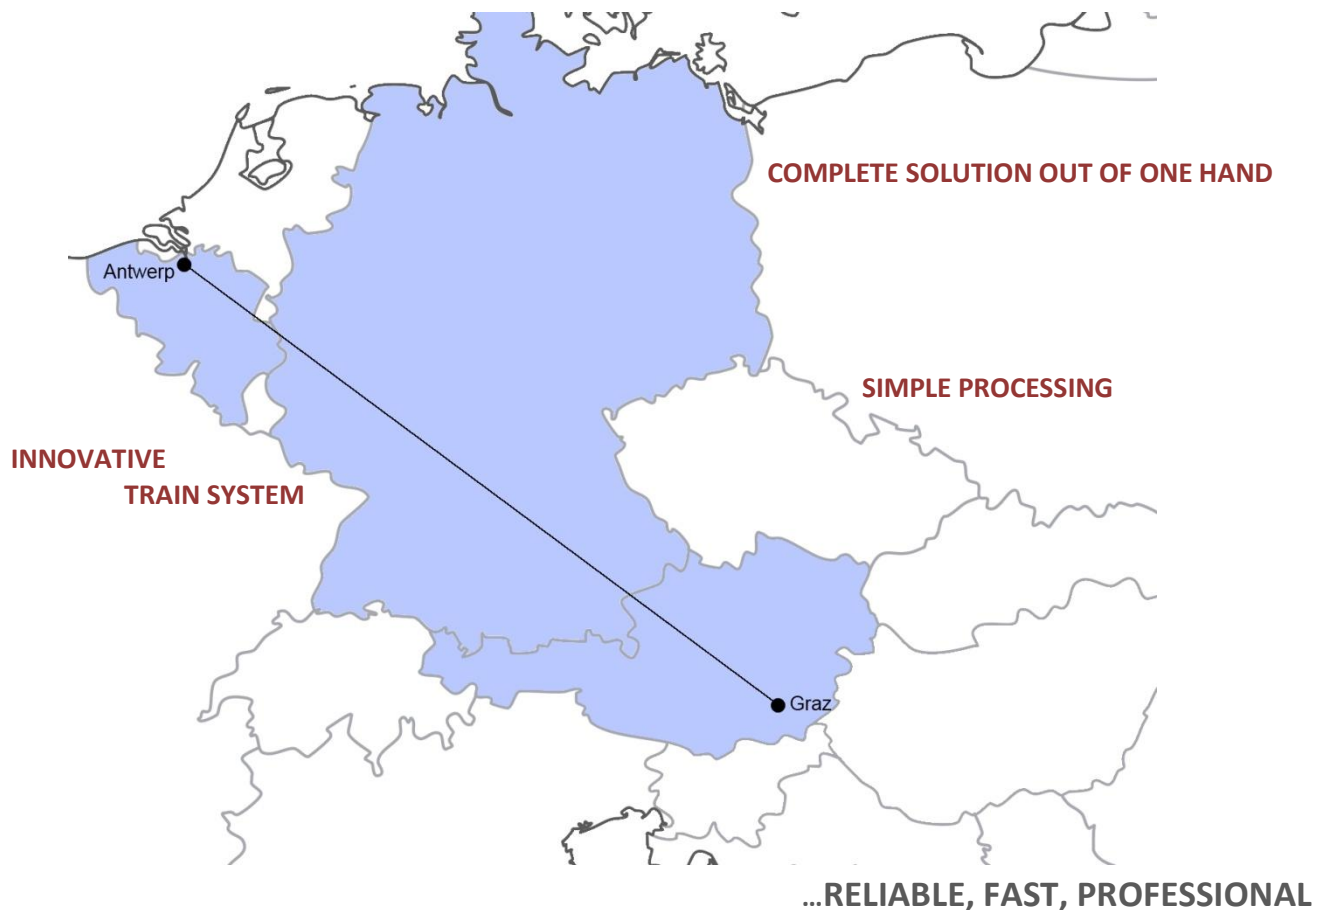 COMPLETE SOLUTION OUT OF ONE HAND
Antwerp
SIMPLE PROCESSING
INNOVATIVE
TRAIN SYSTEM
Graz
...RELIABLE, FAST, PROFESSIONAL